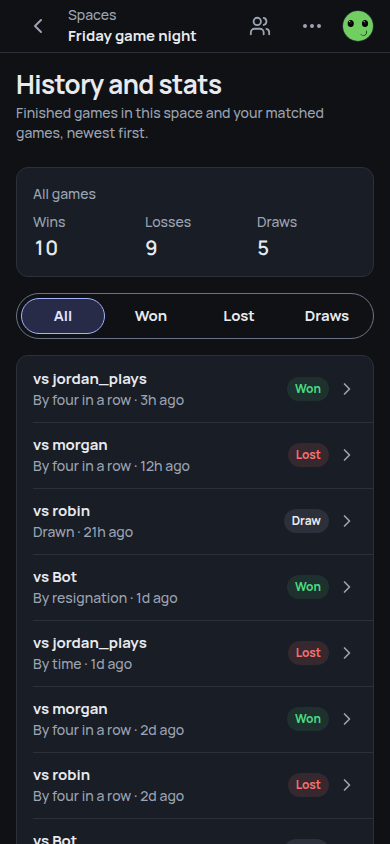 Spaces
Friday game night
History and stats
Finished games in this space and your matched
games, newest first.
All games
Wins
Losses
Draws
10
9
5
All
Won
Lost
Draws
vs jordan_plays
By four in a row · 3h ago
Won
vs morgan
By four in a row · 12h ago
Lost
vs robin
Drawn · 21h ago
Draw
vs Bot
By resignation · 1d ago
Won
vs jordan_plays
By time · 1d ago
Lost
vs morgan
By four in a row · 2d ago
Won
vs robin
By four in a row · 2d ago
Lost
vs Bot